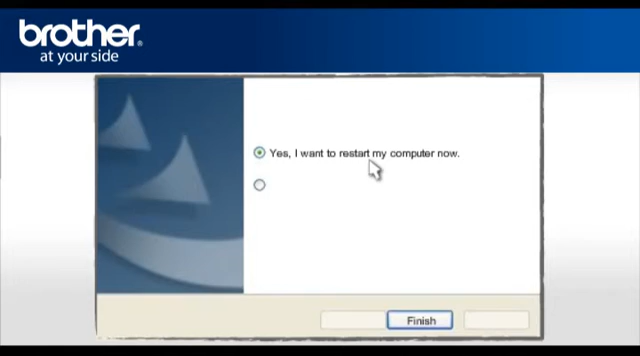 brother®
at your side
Yes, I want to restart my computer now.
Finish